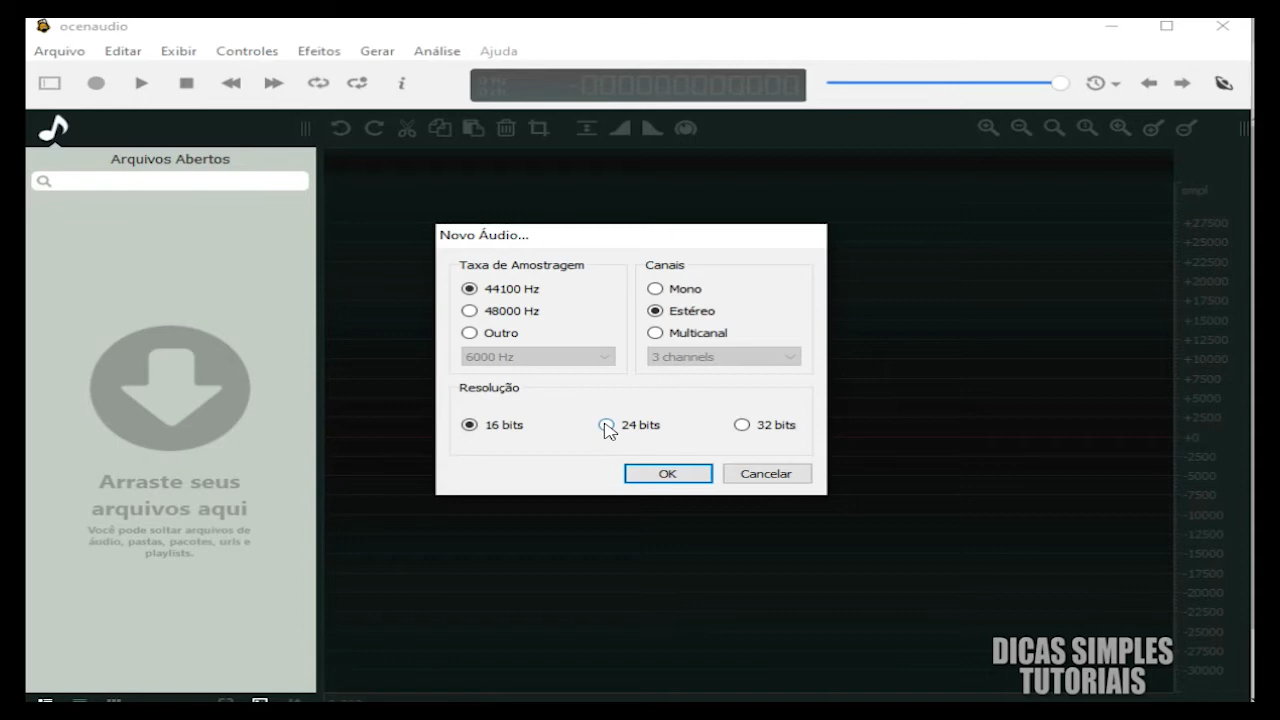 ocenaudio
Arquivo Editar Exibir Controles Efeitos Gerar Análise Ajuda
Arquivos Abertos
smpl
+27500
+25000
+22500
+20000
+17500
+15000
+12500
+10000
+7500
+5000
+2500
+0
-2500
-5000
-7500
-10000
-12500
-15000
-17500
-20000
-22500
-25000
-27500
-30000
Novo Áudio...
Taxa de Amostragem
44100 Hz
48000 Hz
Outro
6000 Hz
Canais
Mono
Estéreo
Multicanal
3 channels
Resolução
16 bits 24 bits 32 bits
OK Cancelar
Arraste seus
arquivos aqui
Você pode soltar arquivos de
áudio, pastas, pacotes, urls e
playlists.
DICAS SIMPLES
TUTORIAIS